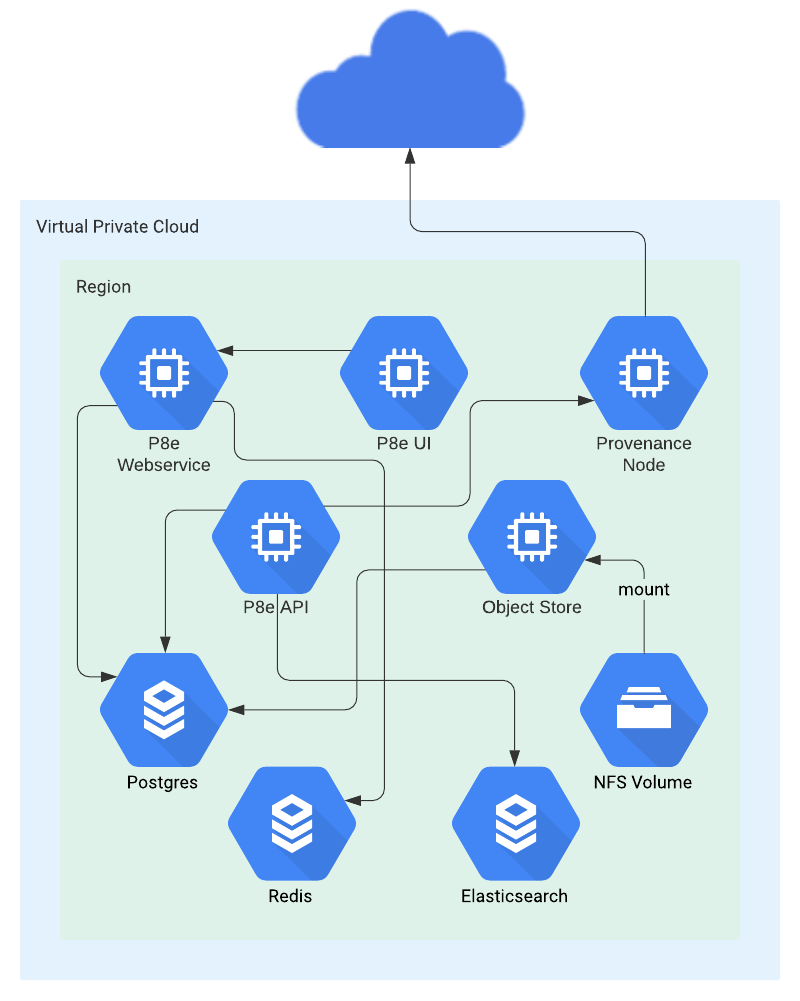 Virtual Private Cloud
Region
P8e
Webservice
P8e UI
Provenance
Node
P8e API
Object Store
mount
Postgres
NFS Volume
Redis
Elasticsearch